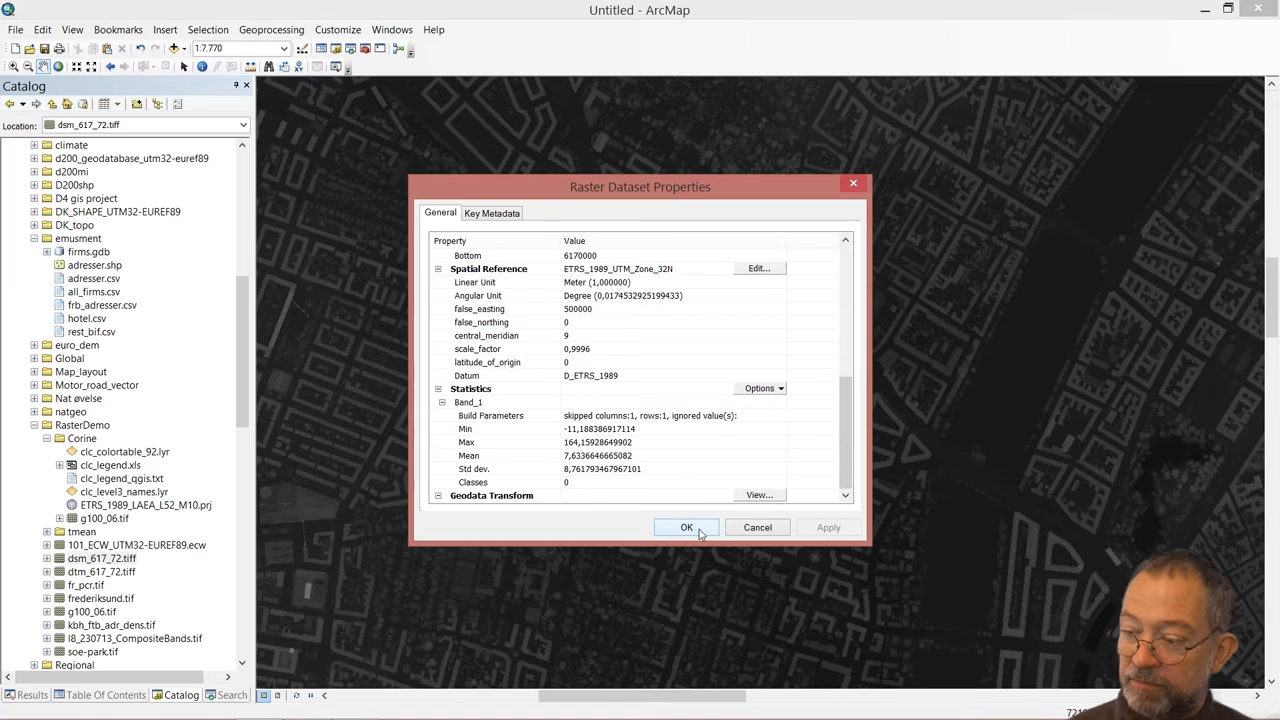 Untitled - ArcMap
File Edit View Bookmarks Insert Selection Geoprocessing Customize Windows Help
1:7.770
Catalog
Location: dsm_617_72.tiff
climate
d200_geodatabase_utm32-euref89
d200mi
D200shp
D4 gis project
DK_SHAPE_UTM32-EUREF89
DK_topo
emusment
firms.gdb
adresser.shp
adresser.csv
all_firms.csv
frb_adresser.csv
hotel.csv
rest_bif.csv
euro_dem
Global
Map_layout
Motor_road_vector
Nat øvelse
natgeo
RasterDemo
Corine
clc_colortable_92.lyr
clc_legend.xls
clc_legend_qgis.txt
clc_level3_names.lyr
ETRS_1989_LAEA_L52_M10.prj
g100_06.tif
tmean
101_ECW_UTM32-EUREF89.ecw
dsm_617_72.tiff
dtm_617_72.tiff
fr_pcr.tif
frederiksund.tif
g100_06.tif
kbh_ftb_adr_dens.tif
l8_230713_CompositeBands.tif
soe-park.tif
Regional
Results Table Of Contents Catalog Search
Raster Dataset Properties
General Key Metadata
Property Value
Bottom 6170000
Spatial Reference ETRS_1989_UTM_Zone_32N Edit...
Linear Unit Meter (1,000000)
Angular Unit Degree (0,0174532925199433)
false_easting 500000
false_northing 0
central_meridian 9
scale_factor 0,9996
latitude_of_origin 0
Datum D_ETRS_1989
Statistics Options
Band_1
Build Parameters skipped columns:1, rows:1, ignored value(s):
Min -11,188386917114
Max 164,15928649902
Mean 7,6336646665082
Std dev. 8,761793467967101
Classes 0
Geodata Transform View...
OK Cancel Apply